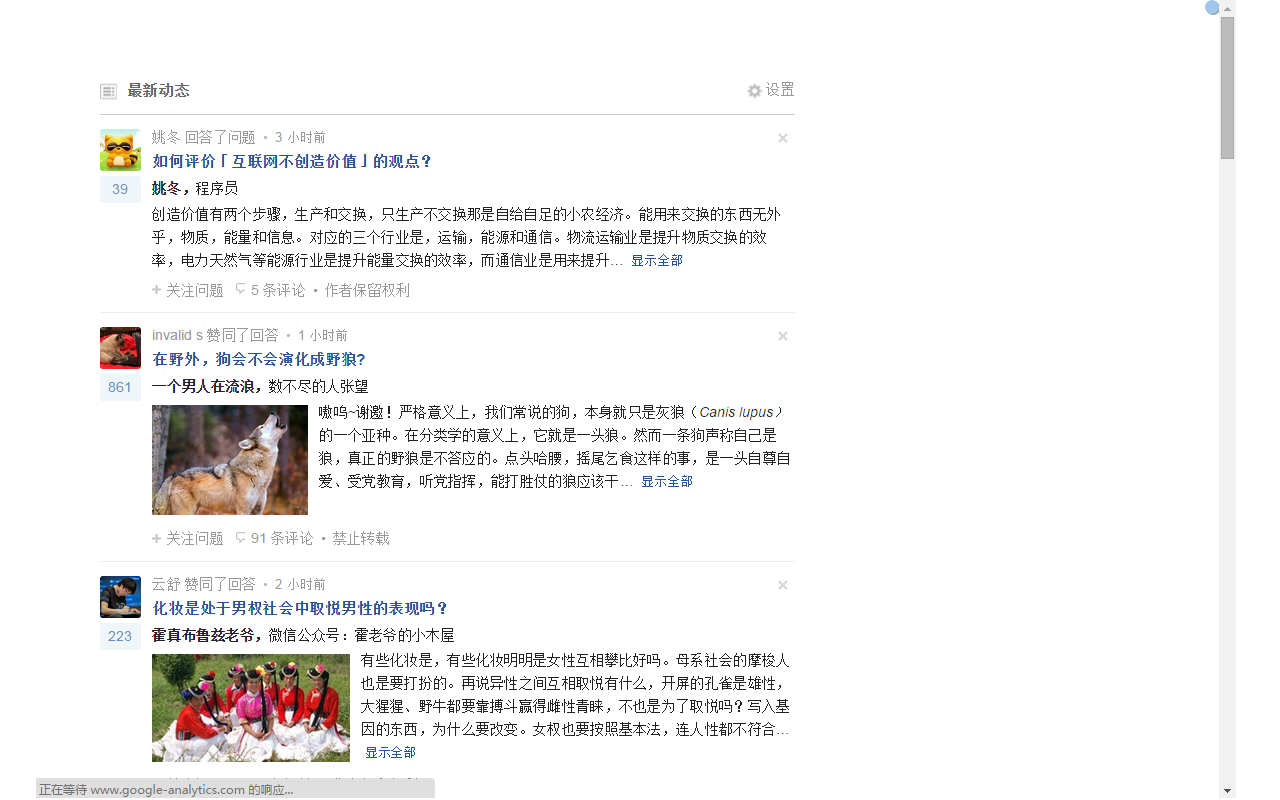 最新动态
设置
姚冬 回答了问题 • 3 小时前
如何评价「互联网不创造价值」的观点？
39
姚冬，程序员
创造价值有两个步骤，生产和交换，只生产不交换那是自给自足的小农经济。能用来交换的东西无外
乎，物质，能量和信息。对应的三个行业是，运输，能源和通信。物流运输业是提升物质交换的效
率，电力天然气等能源行业是提升能量交换的效率，而通信业是用来提升… 显示全部
关注问题 5 条评论 • 作者保留权利
invalid s 赞同了回答 • 1 小时前
在野外，狗会不会演化成野狼?
861
一个男人在流浪，数不尽的人张望
嗷呜~谢邀！严格意义上，我们常说的狗，本身就只是灰狼（Canis lupus）
的一个亚种。在分类学的意义上，它就是一头狼。然而一条狗声称自己是
狼，真正的野狼是不答应的。点头哈腰，摇尾乞食这样的事，是一头自尊自
爱、受党教育，听党指挥，能打胜仗的狼应该干… 显示全部
关注问题 91 条评论 • 禁止转载
云舒 赞同了回答 • 2 小时前
化妆是处于男权社会中取悦男性的表现吗？
223
霍真布鲁兹老爷，微信公众号：霍老爷的小木屋
有些化妆是，有些化妆明明是女性互相攀比好吗。母系社会的摩梭人
也是要打扮的。再说异性之间互相取悦有什么，开屏的孔雀是雄性，
大猩猩、野牛都要靠搏斗赢得雌性青睐，不也是为了取悦吗？写入基
因的东西，为什么要改变。女权也要按照基本法，连人性都不符合…
显示全部
正在等待 www.google-analytics.com 的响应...